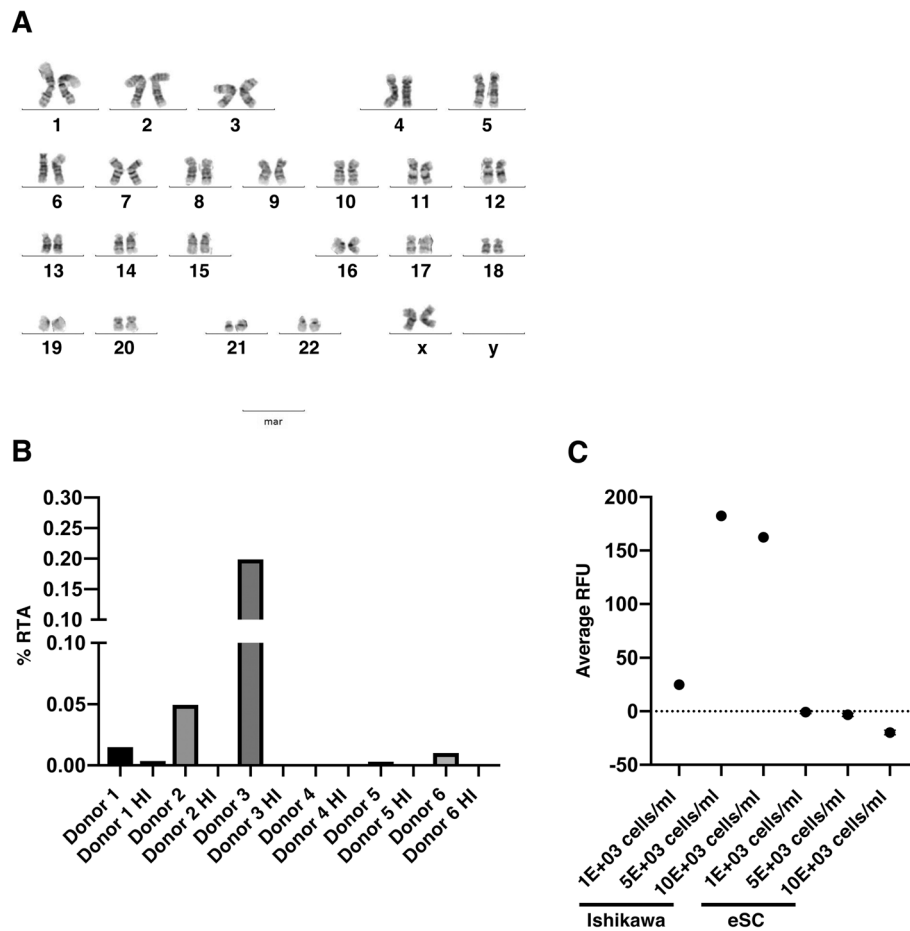 A
1 2 3 4 5
6 7 8 9 10 11 12
13 14 15 16 17 18
19 20 21 22 x y
mar
B
% RTA
0.30
0.25
0.20
0.15
0.10
0.10
0.05
0.00
Donor 1
Donor 1 HI
Donor 2
Donor 2 HI
Donor 3
Donor 3 HI
Donor 4
Donor 4 HI
Donor 5
Donor 5 HI
Donor 6
Donor 6 HI
C
Average RFU
200
150
100
50
0
-50
1E+03 cells/ml
5E+03 cells/ml
10E+03 cells/ml
1E+03 cells/ml
5E+03 cells/ml
10E+03 cells/ml
Ishikawa
eSC